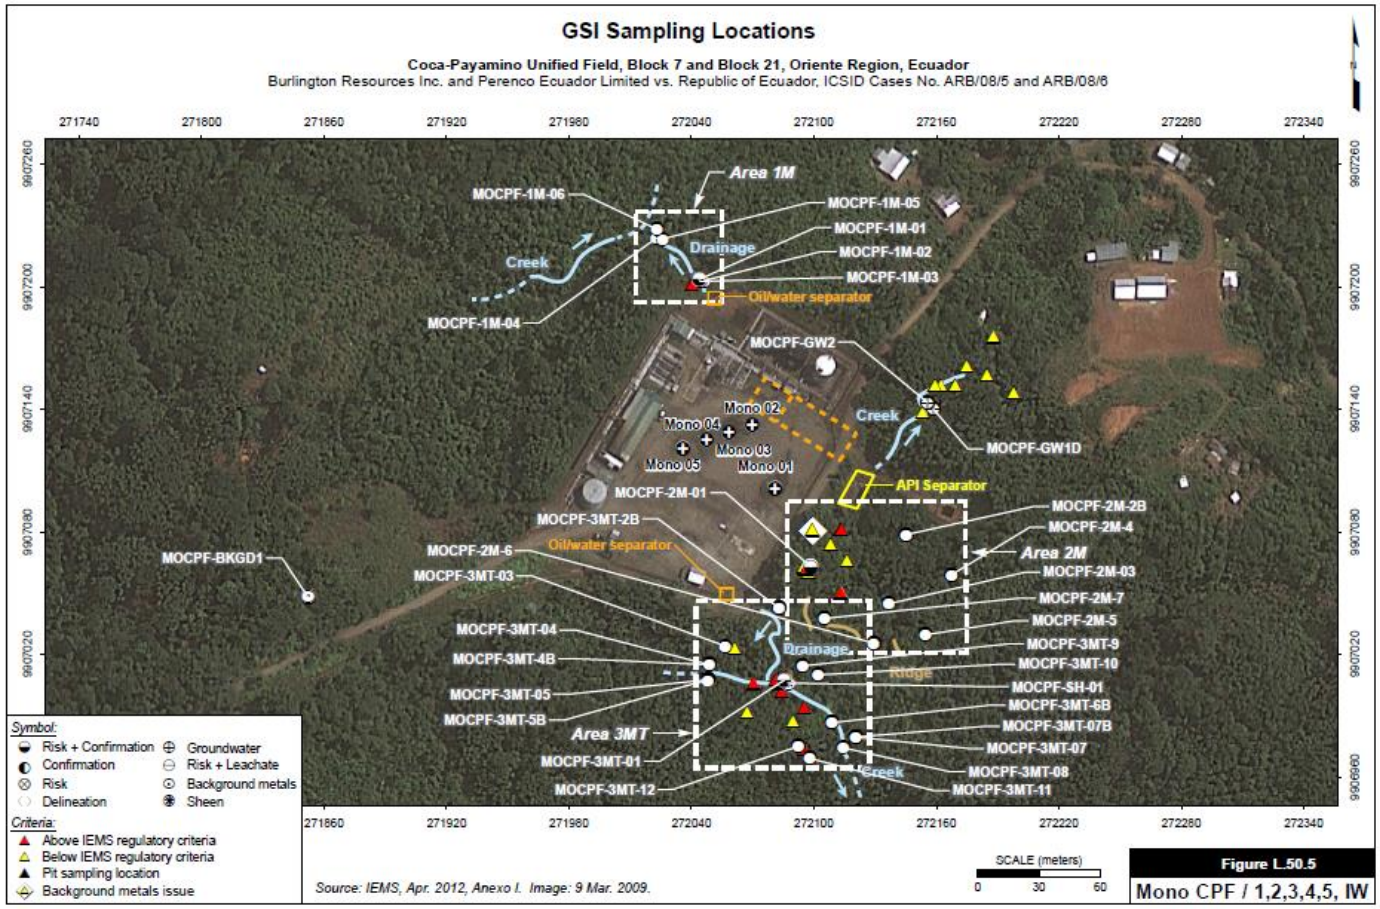 GSI Sampling Locations
Coca-Payamino Unified Field, Block 7 and Block 21, Oriente Region, Ecuador
Burlington Resources Inc. and Perenco Ecuador Limited vs. Republic of Ecuador, ICSID Cases No. ARB/08/5 and ARB/08/6
271740 271800 271860 271920 271980 272040 272100 272160 272220 272280 272340
9907260 9907260
Area 1M
MOCPF-1M-06
MOCPF-1M-05
MOCPF-1M-01
Drainage
MOCPF-1M-02
Creek
MOCPF-1M-03
9907200 9907200
Oil/water separator
MOCPF-1M-04
MOCPF-GW2
9907140 9907140
Mono 02
Creek
Mono 04
Mono 03
MOCPF-GW1D
Mono 05
Mono 01
API Separator
MOCPF-2M-01
MOCPF-2M-2B
MOCPF-3MT-2B
MOCPF-2M-4
9907080 9907080
Oil/water separator
MOCPF-2M-6
Area 2M
MOCPF-BKGD1
MOCPF-2M-03
MOCPF-3MT-03
MOCPF-2M-7
MOCPF-2M-5
MOCPF-3MT-04
MOCPF-3MT-9
Drainage
9907020 9907020
MOCPF-3MT-4B
MOCPF-3MT-10
Ridge
MOCPF-SH-01
MOCPF-3MT-05
MOCPF-3MT-6B
MOCPF-3MT-5B
MOCPF-3MT-07B
Area 3MT
MOCPF-3MT-07
MOCPF-3MT-01
MOCPF-3MT-08
Creek
MOCPF-3MT-12
MOCPF-3MT-11
9906960
271860 271920 271980 272040 272100 272160 272220 272280 272340
Symbol:
Risk + Confirmation
Groundwater
Confirmation
Risk + Leachate
Risk
Background metals
Delineation
Sheen
Criteria:
Above IEMS regulatory criteria
Below IEMS regulatory criteria
Pit sampling location
Background metals issue
Source: IEMS, Apr. 2012, Anexo I. Image: 9 Mar. 2009.
SCALE (meters)
0 30 60
Figure L.50.5
Mono CPF / 1,2,3,4,5, IW